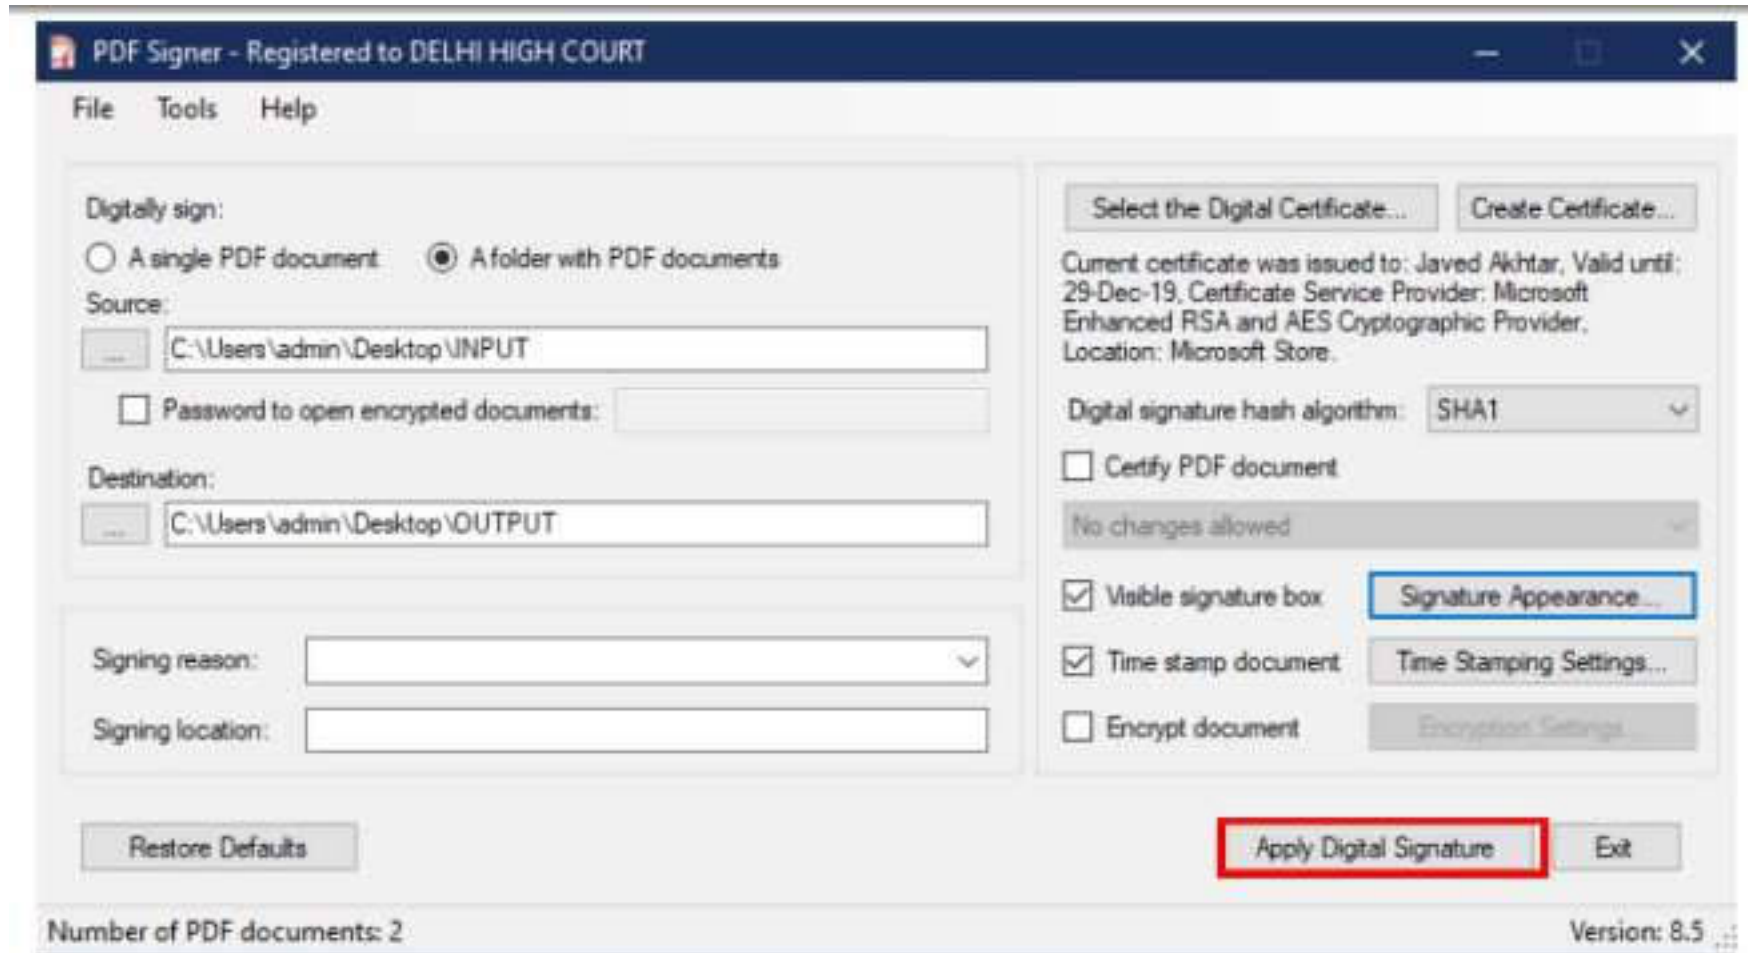 PDF Signer - Registered to DELHI HIGH COURT
File Tools Help
Digitally sign:
A single PDF document A folder with PDF documents
Source:
... C:\Users\admin\Desktop\INPUT
Password to open encrypted documents:
Destination:
... C:\Users\admin\Desktop\OUTPUT
Signing reason:
Signing location:
Select the Digital Certificate... Create Certificate...
Current certificate was issued to: Javed Akhtar, Valid until:
29-Dec-19, Certificate Service Provider: Microsoft
Enhanced RSA and AES Cryptographic Provider,
Location: Microsoft Store.
Digital signature hash algorithm: SHA1
Certify PDF document
No changes allowed
Visible signature box Signature Appearance...
Time stamp document Time Stamping Settings...
Encrypt document Encryption Settings...
Restore Defaults Apply Digital Signature Exit
Number of PDF documents: 2 Version: 8.5